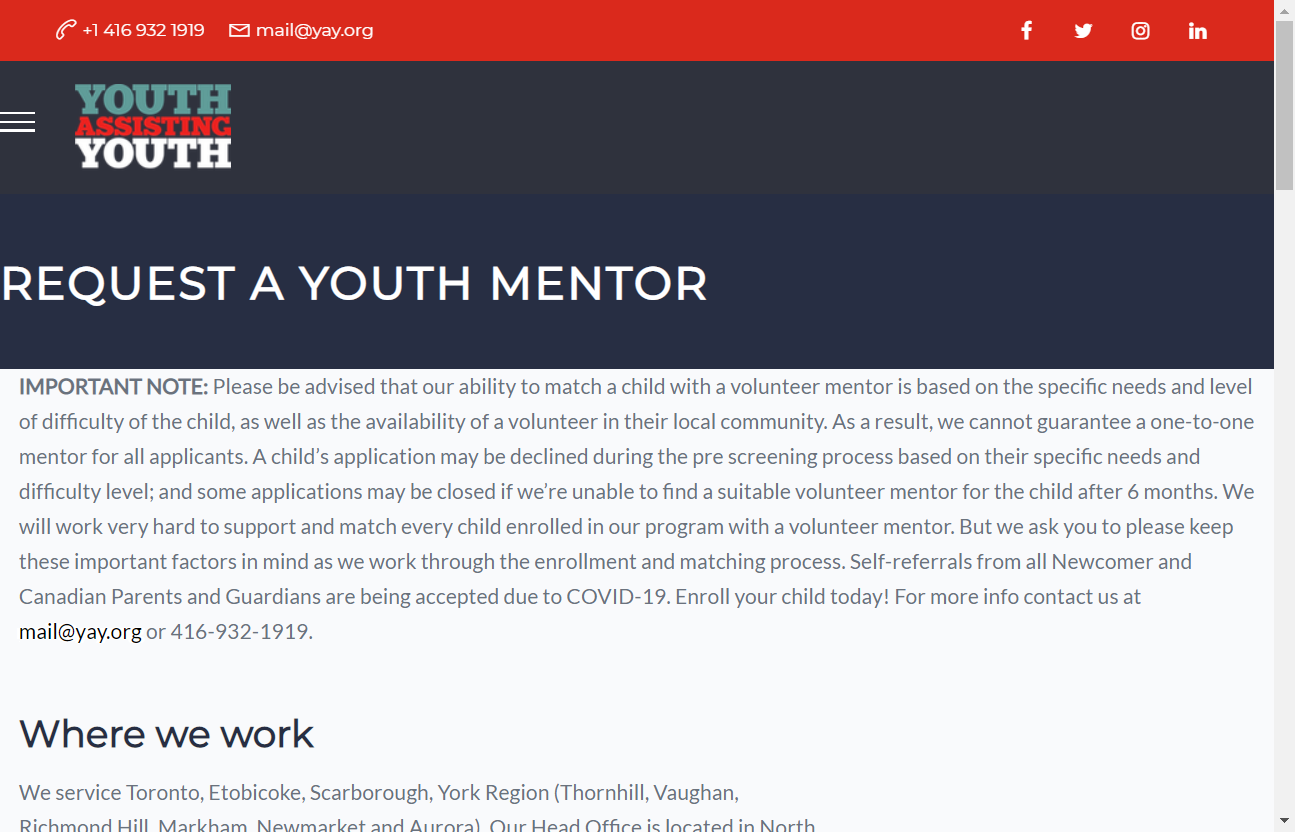 +1 416 932 1919 mail@yay.org
YOUTH
ASSISTING
YOUTH
REQUEST A YOUTH MENTOR
IMPORTANT NOTE: Please be advised that our ability to match a child with a volunteer mentor is based on the specific needs and level
of difficulty of the child, as well as the availability of a volunteer in their local community. As a result, we cannot guarantee a one-to-one
mentor for all applicants. A child’s application may be declined during the pre screening process based on their specific needs and
difficulty level; and some applications may be closed if we’re unable to find a suitable volunteer mentor for the child after 6 months. We
will work very hard to support and match every child enrolled in our program with a volunteer mentor. But we ask you to please keep
these important factors in mind as we work through the enrollment and matching process. Self-referrals from all Newcomer and
Canadian Parents and Guardians are being accepted due to COVID-19. Enroll your child today! For more info contact us at
mail@yay.org or 416-932-1919.
Where we work
We service Toronto, Etobicoke, Scarborough, York Region (Thornhill, Vaughan,
Richmond Hill, Markham, Newmarket and Aurora). Our Head Office is located in North